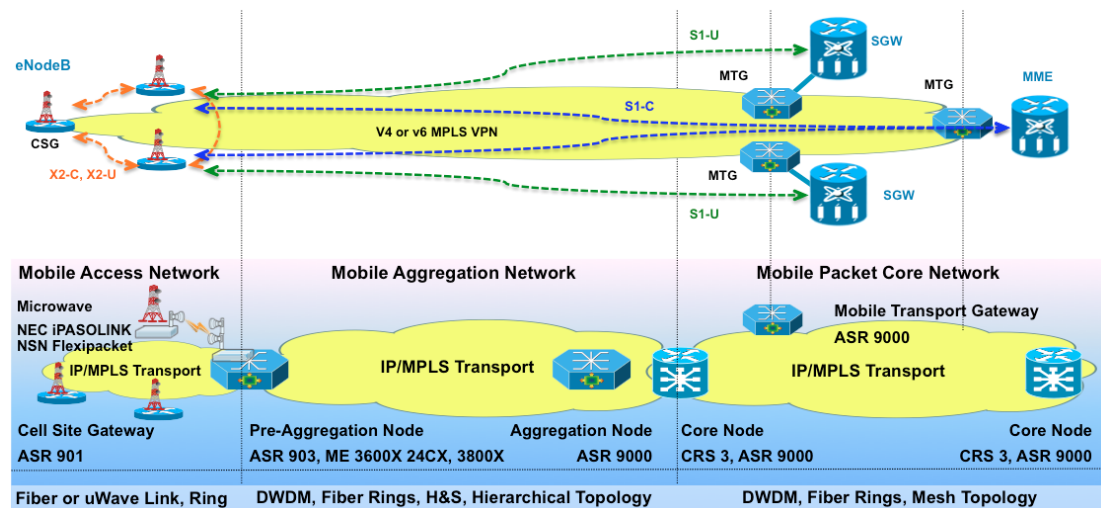 S1-U
SGW
eNodeB
MTG
MTG
MME
S1-C
V4 or v6 MPLS VPN
CSG
X2-C, X2-U
MTG
SGW
S1-U
Mobile Access Network
Mobile Aggregation Network
Mobile Packet Core Network
Microwave
NEC iPASOLINK
NSN Flexipacket
Mobile Transport Gateway
ASR 9000
IP/MPLS Transport
IP/MPLS Transport
IP/MPLS Transport
Cell Site Gateway
ASR 901
Pre-Aggregation Node
ASR 903, ME 3600X 24CX, 3800X
Aggregation Node
ASR 9000
Core Node
CRS 3, ASR 9000
Core Node
CRS 3, ASR 9000
Fiber or uWave Link, Ring
DWDM, Fiber Rings, H&S, Hierarchical Topology
DWDM, Fiber Rings, Mesh Topology